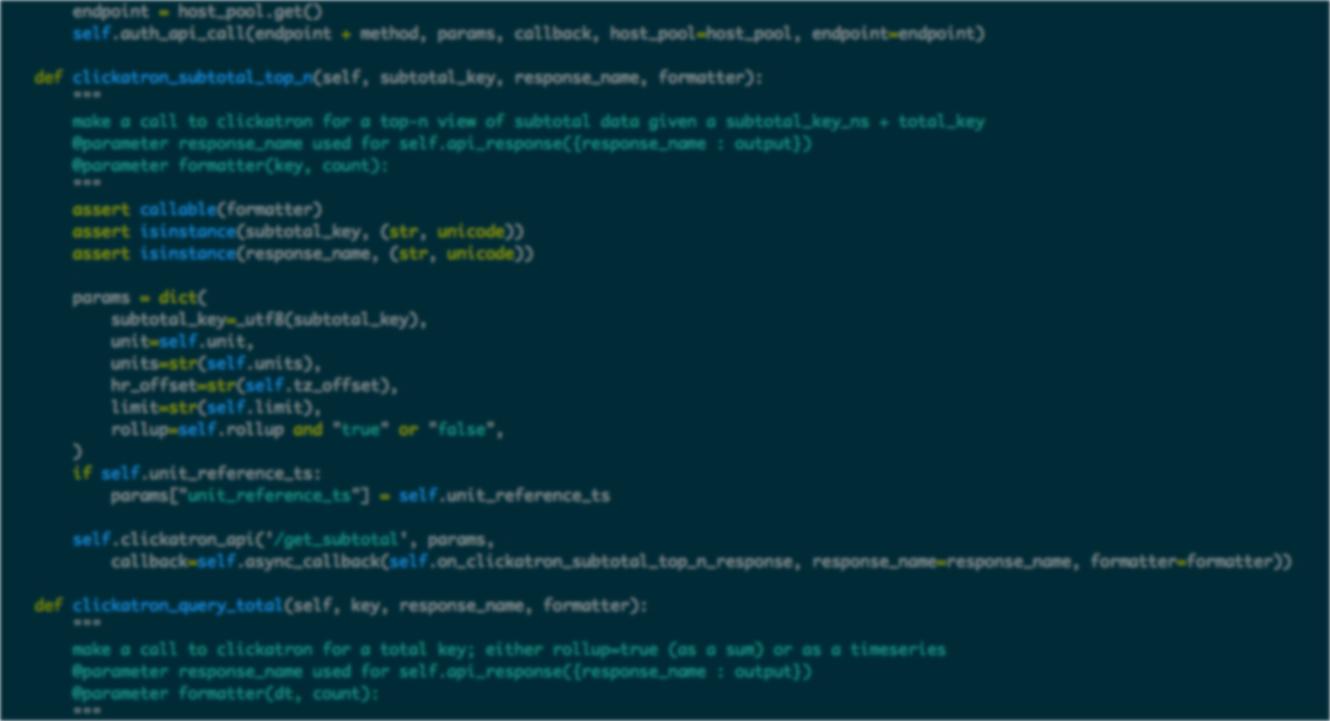 endpoint = host_pool.get()
self.auth_api_call(endpoint + method, params, callback, host_pool=host_pool, endpoint=endpoint)
def clickatron_subtotal_top_n(self, subtotal_key, response_name, formatter):
"""
make a call to clickatron for a top-n view of subtotal data given a subtotal_key_ns + total_key
@parameter response_name used for self.api_response({response_name : output})
@parameter formatter(key, count):
"""
assert callable(formatter)
assert isinstance(subtotal_key, (str, unicode))
assert isinstance(response_name, (str, unicode))
params = dict(
subtotal_key=_utf8(subtotal_key),
unit=self.unit,
units=str(self.units),
hr_offset=str(self.tz_offset),
limit=str(self.limit),
rollup=self.rollup and "true" or "false",
)
if self.unit_reference_ts:
params["unit_reference_ts"] = self.unit_reference_ts
self.clickatron_api('/get_subtotal', params,
callback=self.async_callback(self.on_clickatron_subtotal_top_n_response, response_name=response_name, formatter=formatter))
def clickatron_query_total(self, key, response_name, formatter):
"""
make a call to clickatron for a total key; either rollup=true (as a sum) or as a timeseries
@parameter response_name used for self.api_response({response_name : output})
@parameter formatter(dt, count):
"""